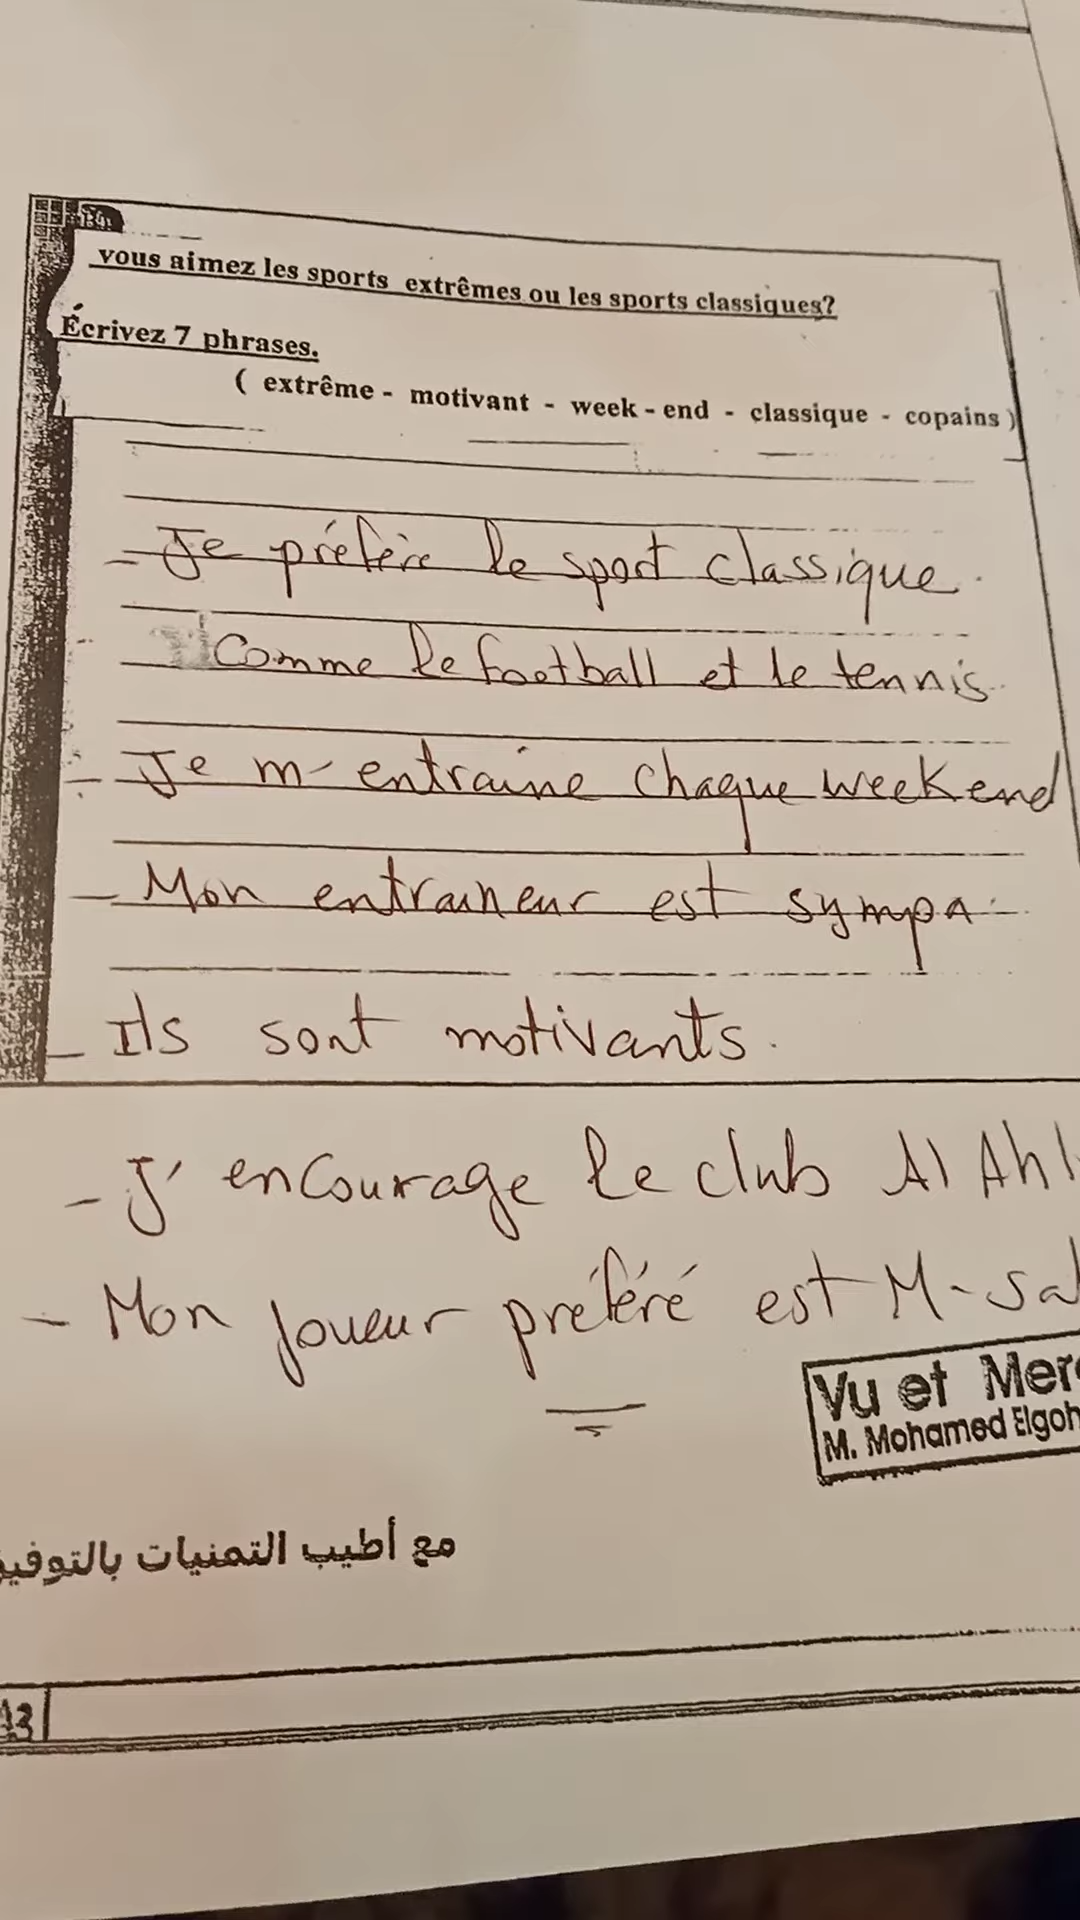 vous aimez les sports extrêmes ou les sports classiques?
Écrivez 7 phrases.
( extrême - motivant - week - end - classique - copains )
- Je préfère le sport classique.
Comme le football et le tennis.
- Je m'entraine chaque weekend
- Mon entraineur est sympa.
- Ils sont motivants.
- J'encourage le club Al Ahl
- Mon joueur préféré est M-Sal
Vu et Mer
M. Mohamed Elgoh
مع أطيب التمنيات بالتوفي
13